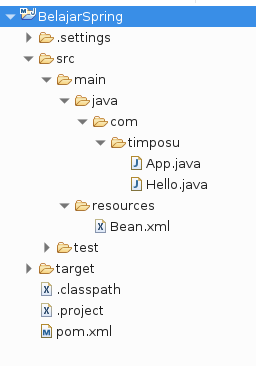 BelajarSpring
.settings
src
main
java
com
timposu
App.java
Hello.java
resources
Bean.xml
test
target
.classpath
.project
pom.xml